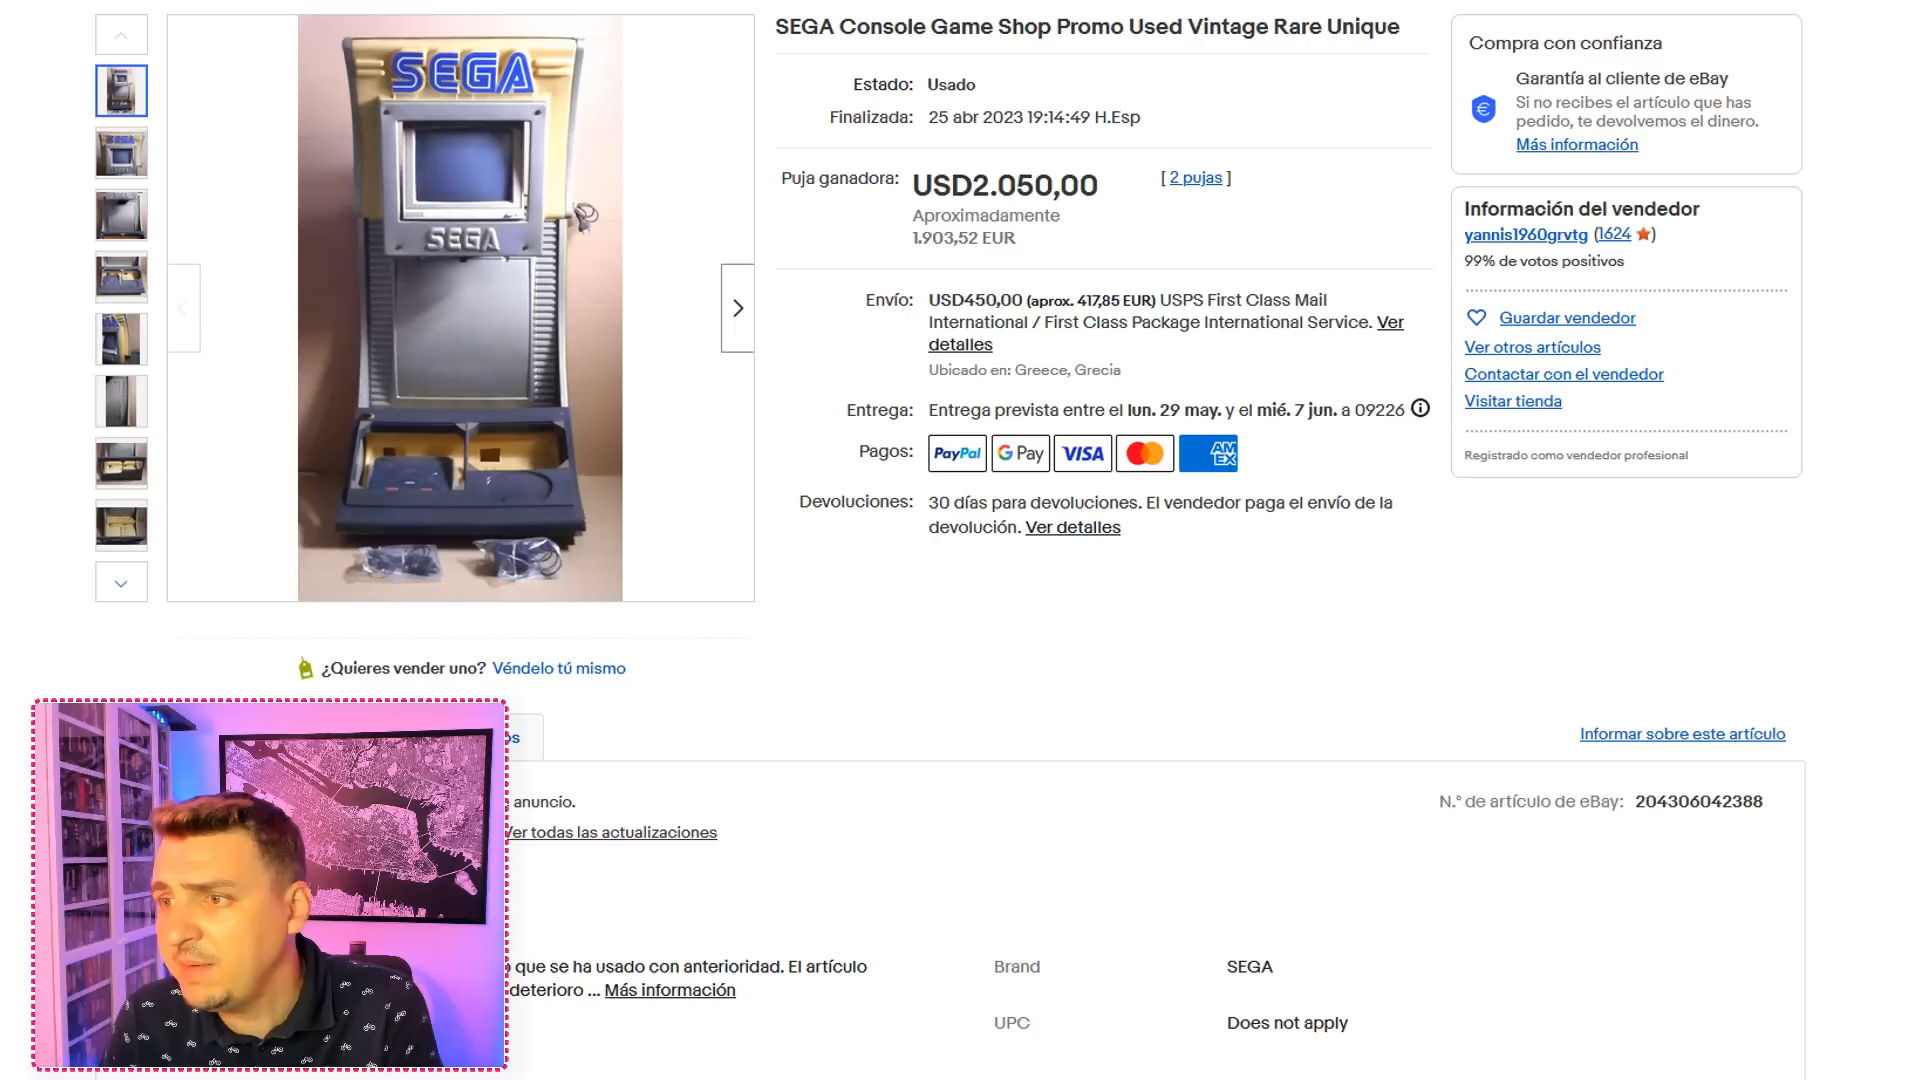 SEGA
SEGA
SEGA Console Game Shop Promo Used Vintage Rare Unique
Estado: Usado
Finalizada: 25 abr 2023 19:14:49 H.Esp
Puja ganadora: USD2.050,00 [ 2 pujas ]
Aproximadamente
1.903,52 EUR
Envío: USD450,00 (aprox. 417,85 EUR) USPS First Class Mail
International / First Class Package International Service. Ver
detalles
Ubicado en: Greece, Grecia
Entrega: Entrega prevista entre el lun. 29 may. y el mié. 7 jun. a 09226
Pagos: PayPal G Pay VISA AMEX
Devoluciones: 30 días para devoluciones. El vendedor paga el envío de la
devolución. Ver detalles
Compra con confianza
Garantía al cliente de eBay
Si no recibes el artículo que has
pedido, te devolvemos el dinero.
Más información
Información del vendedor
yannis1960grvtg (1624)
99% de votos positivos
Guardar vendedor
Ver otros artículos
Contactar con el vendedor
Visitar tienda
Registrado como vendedor profesional
¿Quieres vender uno? Véndelo tú mismo
os
Informar sobre este artículo
anuncio.
N.° de artículo de eBay: 204306042388
Ver todas las actualizaciones
que se ha usado con anterioridad. El artículo
deterioro ... Más información
Brand SEGA
UPC Does not apply